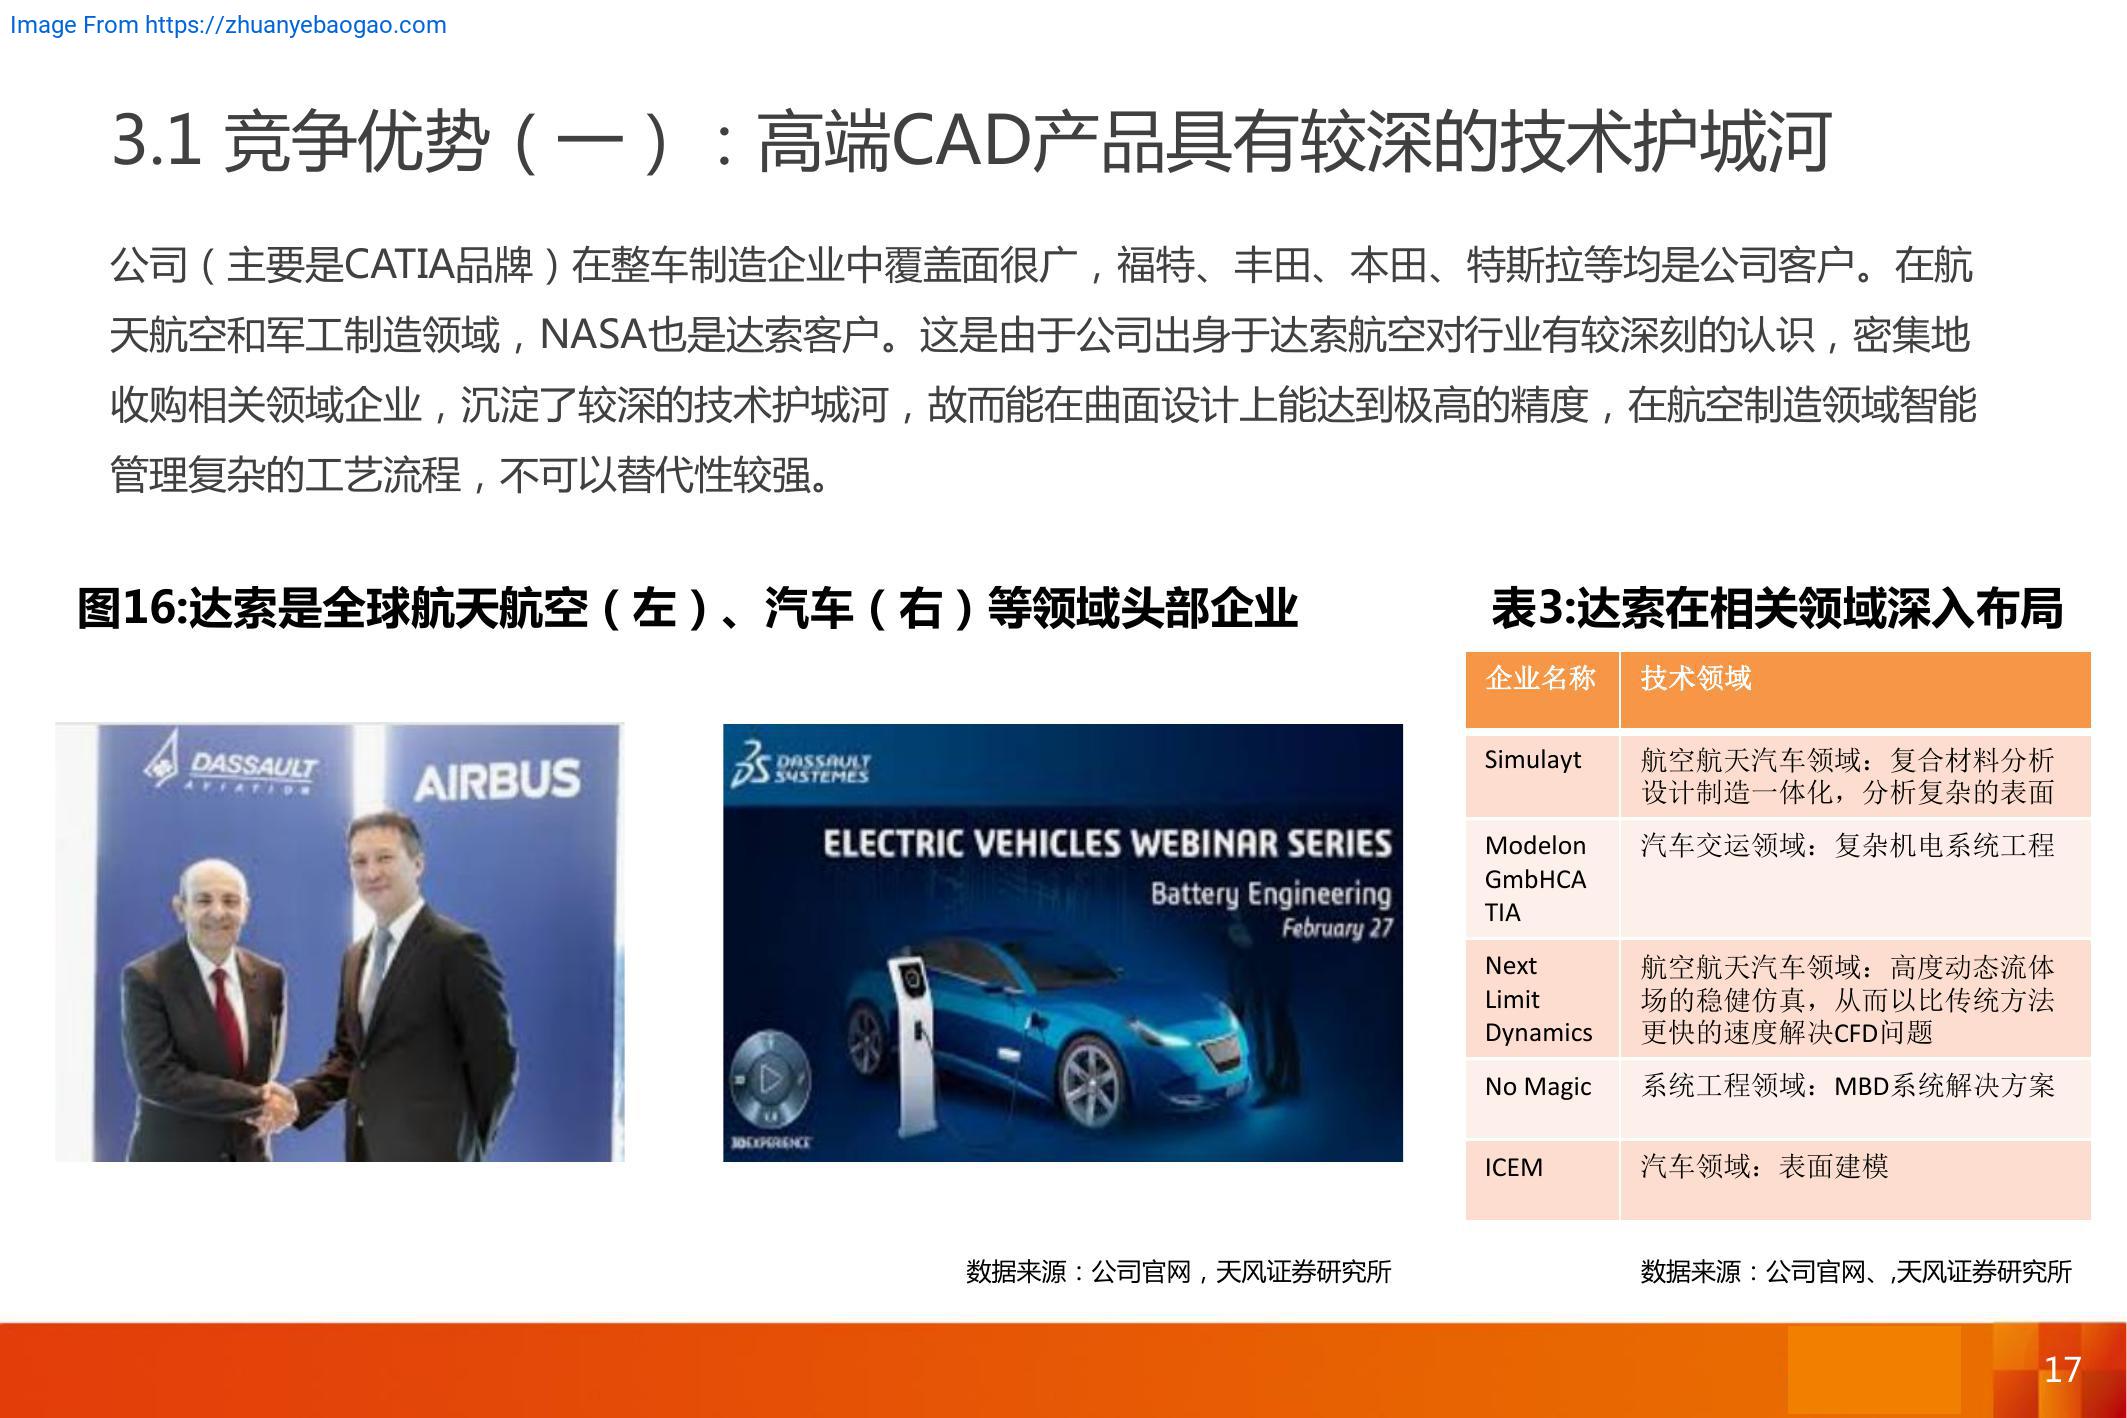 Image From https://zhuanyebaogao.com
3.1 竞争优势（一）：高端CAD产品具有较深的技术护城河
公司（主要是CATIA品牌）在整车制造企业中覆盖面很广，福特、丰田、本田、特斯拉等均是公司客户。在航
天航空和军工制造领域，NASA也是达索客户。这是由于公司出身于达索航空对行业有较深刻的认识，密集地
收购相关领域企业，沉淀了较深的技术护城河，故而能在曲面设计上能达到极高的精度，在航空制造领域智能
管理复杂的工艺流程，不可以替代性较强。
图16:达索是全球航天航空（左）、汽车（右）等领域头部企业
DASSAULT
AVIATION
AIRBUS
DASSAULT
SYSTEMES
ELECTRIC VEHICLES WEBINAR SERIES
Battery Engineering
February 27
3DEXPERIENCE
数据来源：公司官网，天风证券研究所
表3:达索在相关领域深入布局
企业名称 技术领域
Simulayt 航空航天汽车领域：复合材料分析
设计制造一体化，分析复杂的表面
Modelon 汽车交运领域：复杂机电系统工程
GmbHCA
TIA
Next 航空航天汽车领域：高度动态流体
Limit 场的稳健仿真，从而以比传统方法
Dynamics 更快的速度解决CFD问题
No Magic 系统工程领域：MBD系统解决方案
ICEM 汽车领域：表面建模
数据来源：公司官网、,天风证券研究所
17